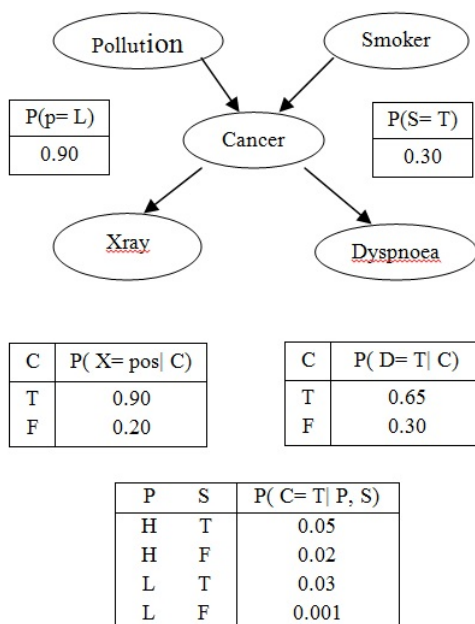 Pollution Smoker
P(p= L) Cancer P(S= T)
0.90 0.30
Xray Dyspnoea
C P( X= pos| C) C P( D= T| C)
T 0.90 T 0.65
F 0.20 F 0.30
P S P( C= T| P, S)
H T 0.05
H F 0.02
L T 0.03
L F 0.001